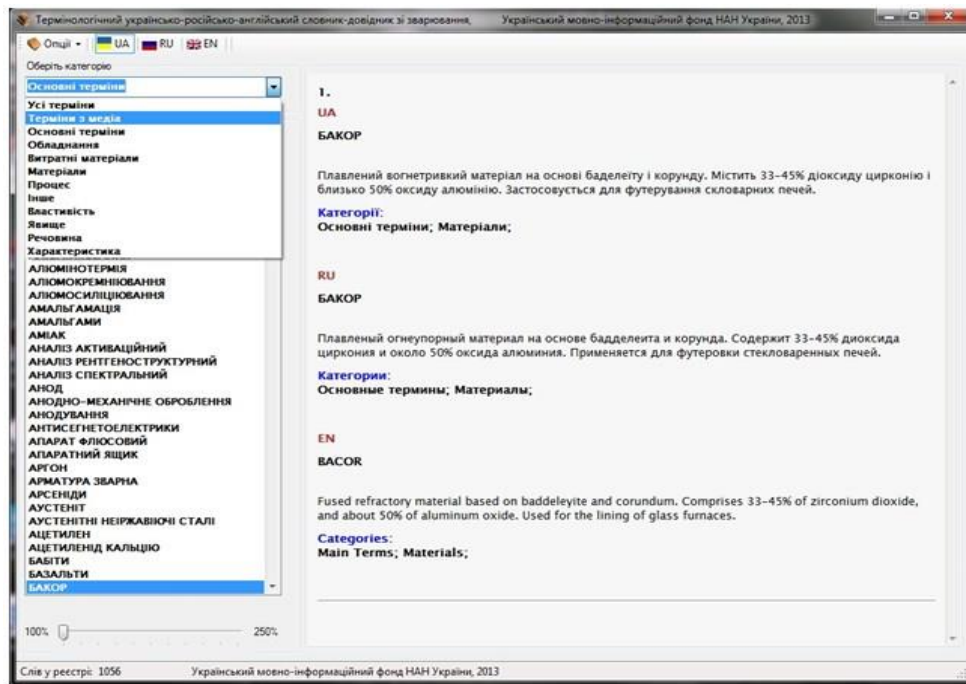 Термінологічний українсько-російсько-англійський словник-довідник зі зварювання, Український мовно-інформаційний фонд НАН України, 2013
Опції UA RU EN
Оберіть категорію
Основні терміни
Усі терміни
Терміни з медіа
Основні терміни
Обладнання
Витратні матеріали
Матеріали
Процес
Інше
Властивість
Явище
Речовина
Характеристика
АЛЮМІНОТЕРМІЯ
АЛЮМОКРЕМНІЮВАННЯ
АЛЮМОСИЛІЦІЮВАННЯ
АМАЛЬГАМАЦІЯ
АМАЛЬГАМИ
АМІАК
АНАЛІЗ АКТИВАЦІЙНИЙ
АНАЛІЗ РЕНТГЕНОСТРУКТУРНИЙ
АНАЛІЗ СПЕКТРАЛЬНИЙ
АНОД
АНОДНО-МЕХАНІЧНЕ ОБРОБЛЕННЯ
АНОДУВАННЯ
АНТИСЕГНЕТОЕЛЕКТРИКИ
АПАРАТ ФЛЮСОВИЙ
АПАРАТНИЙ ЯЩИК
АРГОН
АРМАТУРА ЗВАРНА
АРСЕНІДИ
АУСТЕНІТ
АУСТЕНІТНІ НЕІРЖАВІЮЧІ СТАЛІ
АЦЕТИЛЕН
АЦЕТИЛЕНІД КАЛЬЦІЮ
БАБІТИ
БАЗАЛЬТИ
БАКОР
100% 250%
1.
UA
БАКОР
Плавлений вогнетривкий матеріал на основі баделеїту і корунду. Містить 33-45% діоксиду цирконію і
близько 50% оксиду алюмінію. Застосовується для футерування скловарних печей.
Категорії:
Основні терміни; Матеріали;
RU
БАКОР
Плавленый огнеупорный материал на основе бадделеита и корунда. Содержит 33-45% диоксида
циркония и около 50% оксида алюминия. Применяется для футеровки стекловаренных печей.
Категории:
Основные термины; Материалы;
EN
BACOR
Fused refractory material based on baddeleyite and corundum. Comprises 33-45% of zirconium dioxide,
and about 50% of aluminum oxide. Used for the lining of glass furnaces.
Categories:
Main Terms; Materials;
Слів у реєстрі: 1056 Український мовно-інформаційний фонд НАН України, 2013